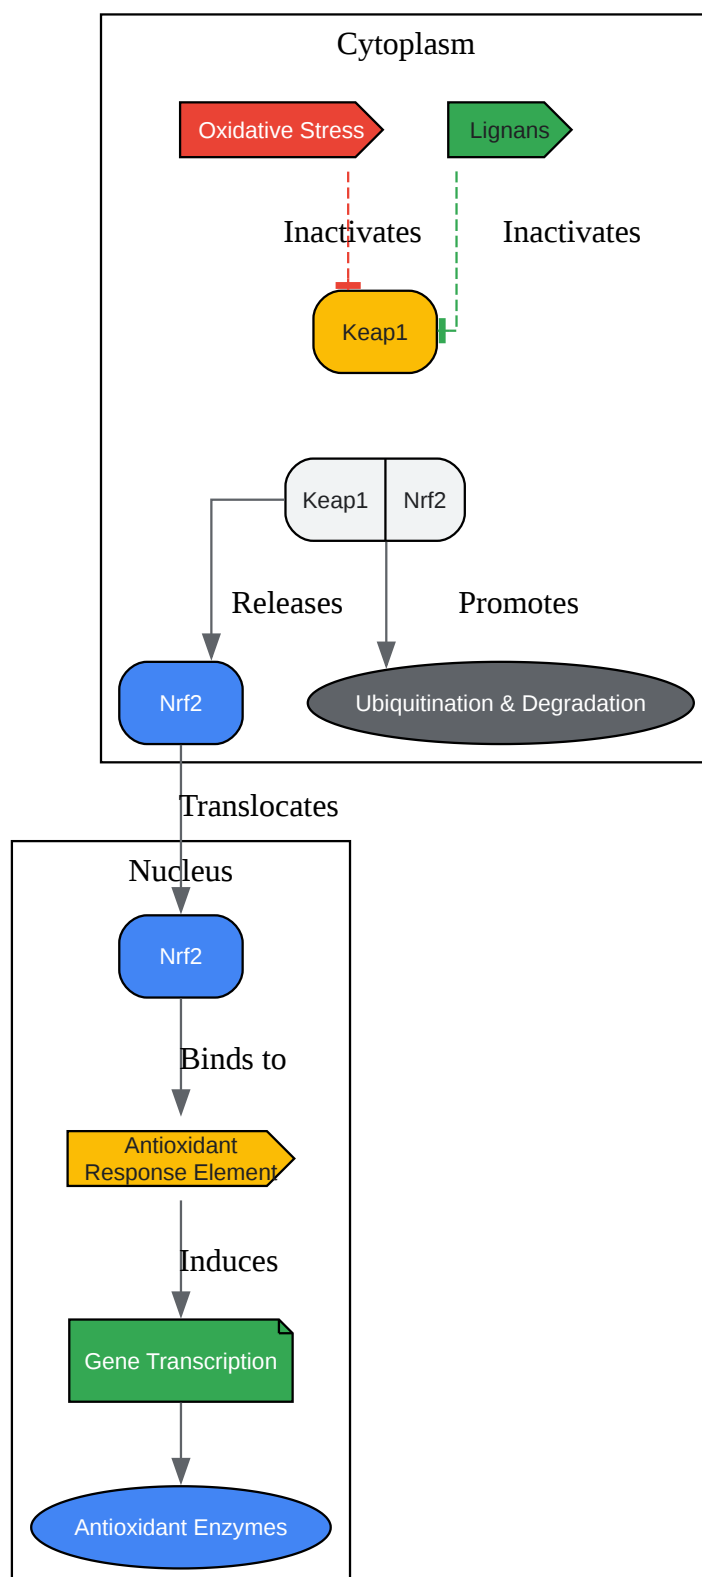 Cytoplasm
Oxidative Stress
Lignans
Inactivates
Inactivates
Keap1
Keap1
Nrf2
Releases
Promotes
Nrf2
Ubiquitination & Degradation
Translocates
Nucleus
Nrf2
Binds to
Antioxidant
Response Element
Induces
Gene Transcription
Antioxidant Enzymes